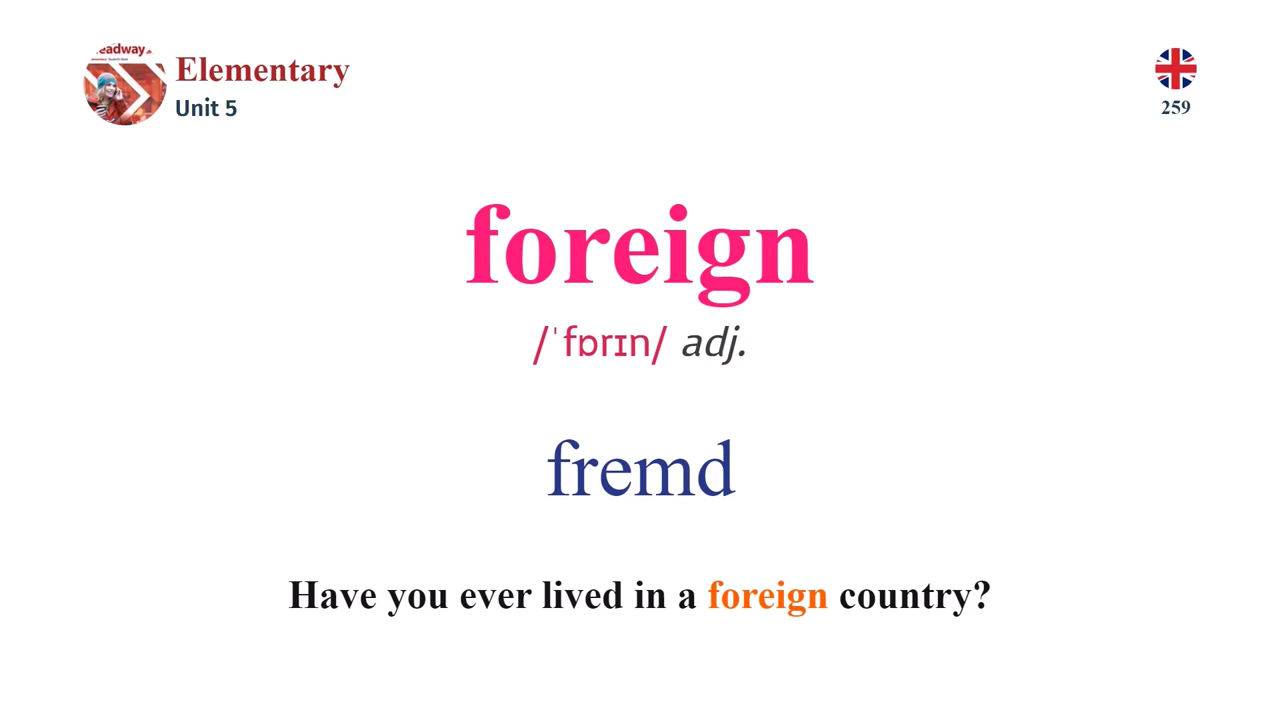 eadway
Elementary
Unit 5
259
foreign
/ˈfɒrɪn/ adj.
fremd
Have you ever lived in a foreign country?